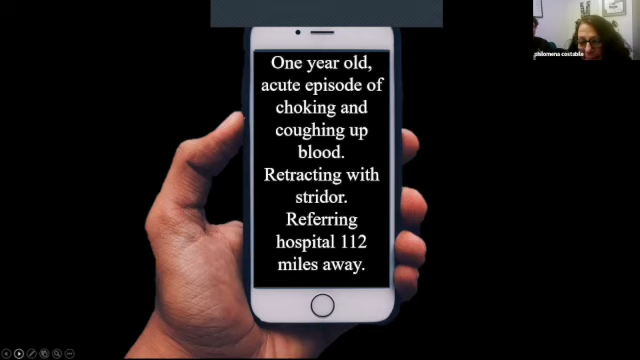 One year old,
acute episode of
choking and
coughing up
blood.
Retracting with
stridor.
Referring
hospital 112
miles away.
philomena costabile